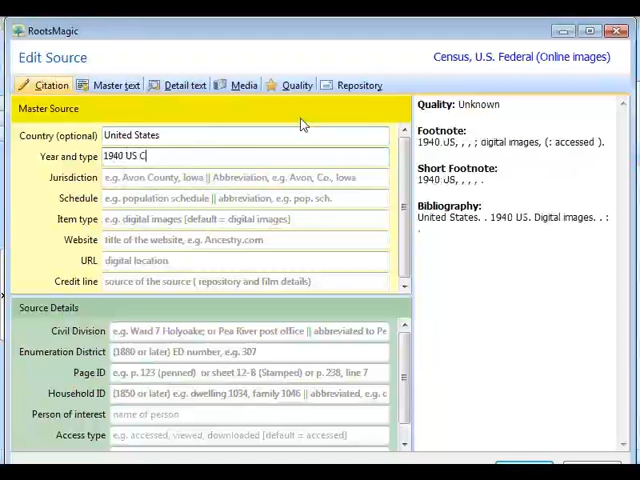 RootsMagic
Edit Source
Census, U.S. Federal (Online images)
Citation Master text Detail text Media Quality Repository
Master Source
Country (optional) United States
Year and type 1940 US C
Jurisdiction e.g. Avon County, Iowa || Abbreviation, e.g. Avon, Co., Iowa
Schedule e.g. population schedule || abbreviation, e.g. pop. sch.
Item type e.g. digital images [default = digital images]
Website title of the website, e.g. Ancestry.com
URL digital location
Credit line source of the source ( repository and film details)
Source Details
Civil Division e.g. Ward 7 Holyoake; or Pea River post office || abbreviated to Pe
Enumeration District (1880 or later) ED number, e.g. 307
Page ID e.g. p. 123 (penned) or sheet 12-B (Stamped) or p. 238, line 7
Household ID (1850 or later) e.g. dwelling 1034, family 1046 || abbreviated, e.g. c
Person of interest name of person
Access type e.g. accessed, viewed, downloaded [default = accessed]
Quality: Unknown
Footnote:
1940 US, , , ; digital images, (: accessed ).
Short Footnote:
1940 US, , , , .
Bibliography:
United States. . 1940 US. Digital images. . :
.